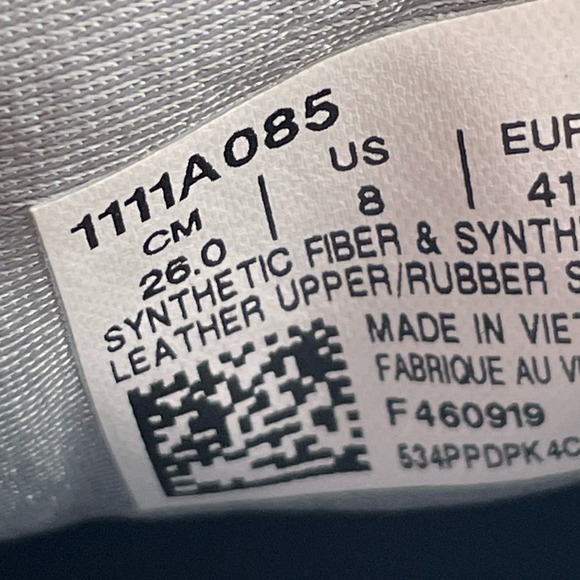 1111A085
CM | US | EUR
26.0 8 41
SYNTHETIC FIBER & SYNTH
LEATHER UPPER/RUBBER S
MADE IN VIET
FABRIQUE AU V
F460919
534PPDPK4C